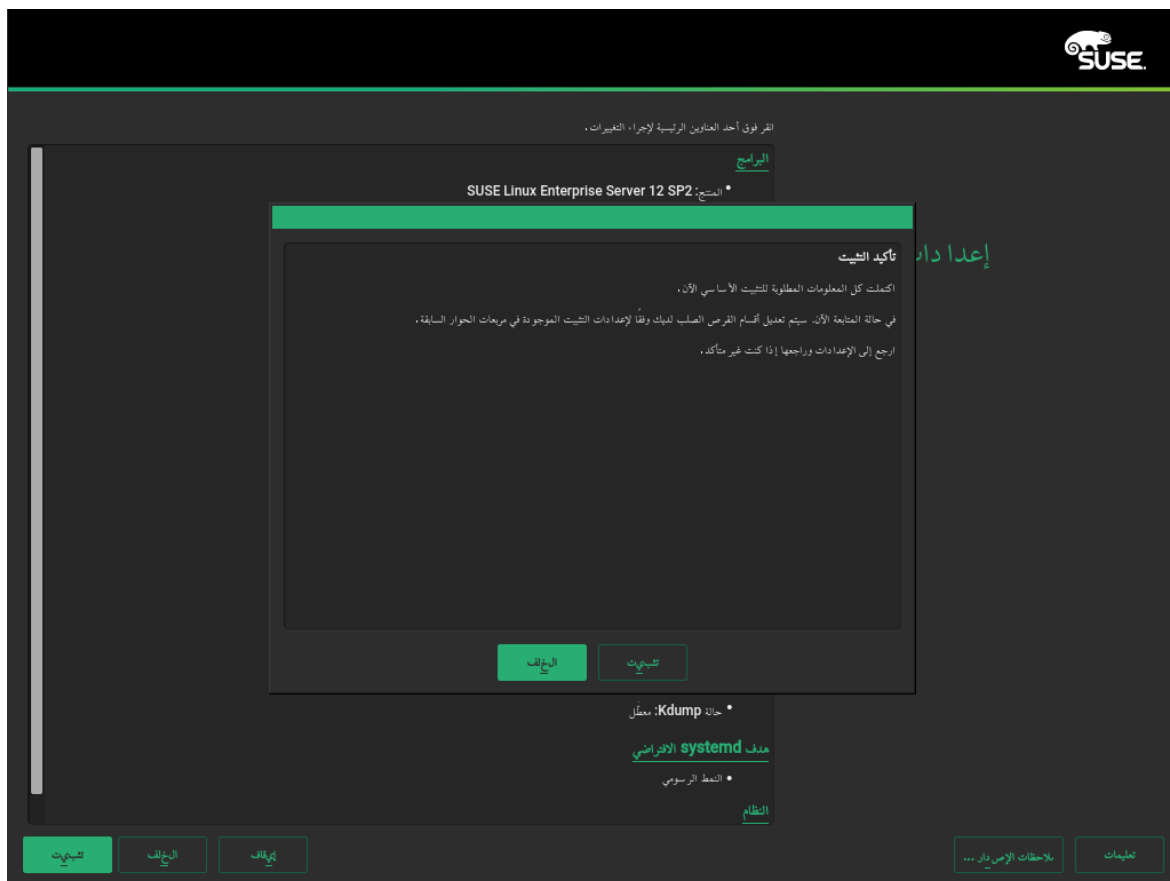 SUSE.
انقر فوق أحد العناوين الرئيسية لإجراء التغييرات.
البرامج
• المنتج: SUSE Linux Enterprise Server 12 SP2
إعدادات
تأكيد التثبيت
اكتملت كل المعلومات المطلوبة للتثبيت الأساسي الآن.
في حالة المتابعة الآن، سيتم تعديل أقسام القرص الصلب لديك وفقًا لإعدادات التثبيت الموجودة في مربعات الحوار السابقة.
ارجع إلى الإعدادات وراجعها إذا كنت غير متأكد.
تثبيت
الخلف
• حالة Kdump: معطَّل
هدف systemd الافتراضي
• النمط الرسومي
النظام
تعليمات
ملاحظات الإصدار ...
إيقاف
الخلف
تثبيت